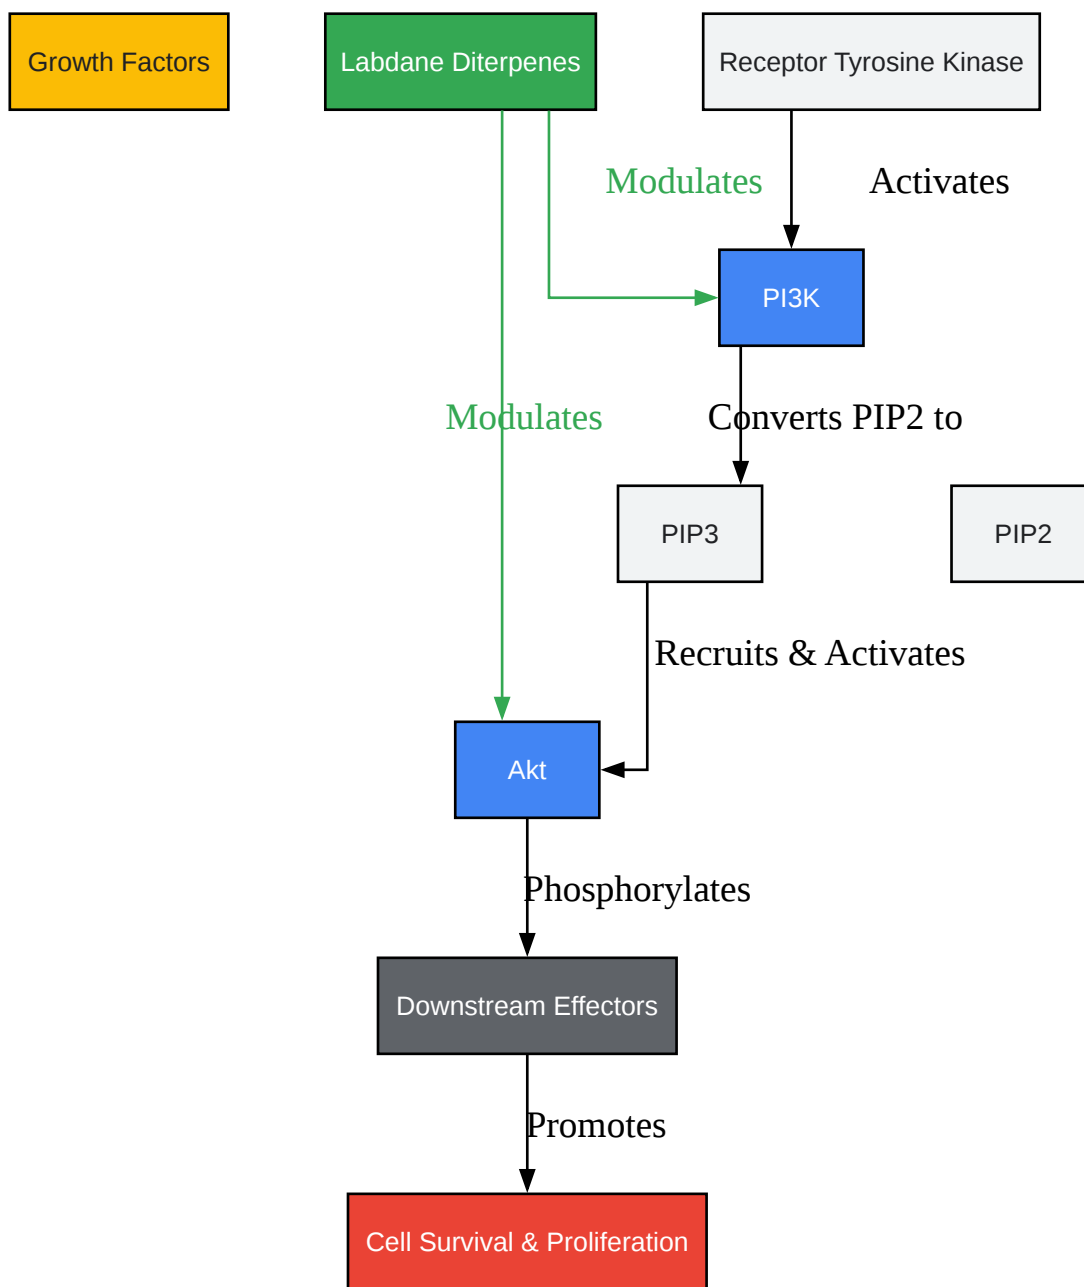 Growth Factors
Labdane Diterpenes
Receptor Tyrosine Kinase
Modulates
Activates
PI3K
Modulates
Converts PIP2 to
PIP3
PIP2
Recruits & Activates
Akt
Phosphorylates
Downstream Effectors
Promotes
Cell Survival & Proliferation